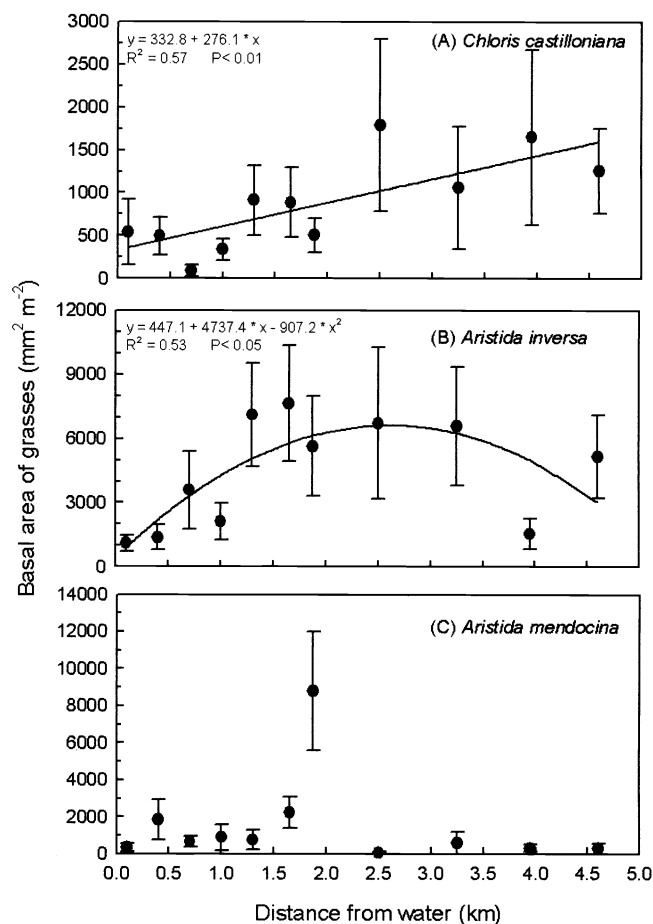 y = 332.8 + 276.1 * x
R² = 0.57 P< 0.01
(A) Chloris castilloniana
3000
2500
2000
1500
1000
500
0
y = 447.1 + 4737.4 * x - 907.2 * x²
R² = 0.53 P< 0.05
(B) Aristida inversa
12000
9000
6000
3000
0
Basal area of grasses (mm² m⁻²)
(C) Aristida mendocina
14000
12000
10000
8000
6000
4000
2000
0
0.0 0.5 1.0 1.5 2.0 2.5 3.0 3.5 4.0 4.5 5.0
Distance from water (km)